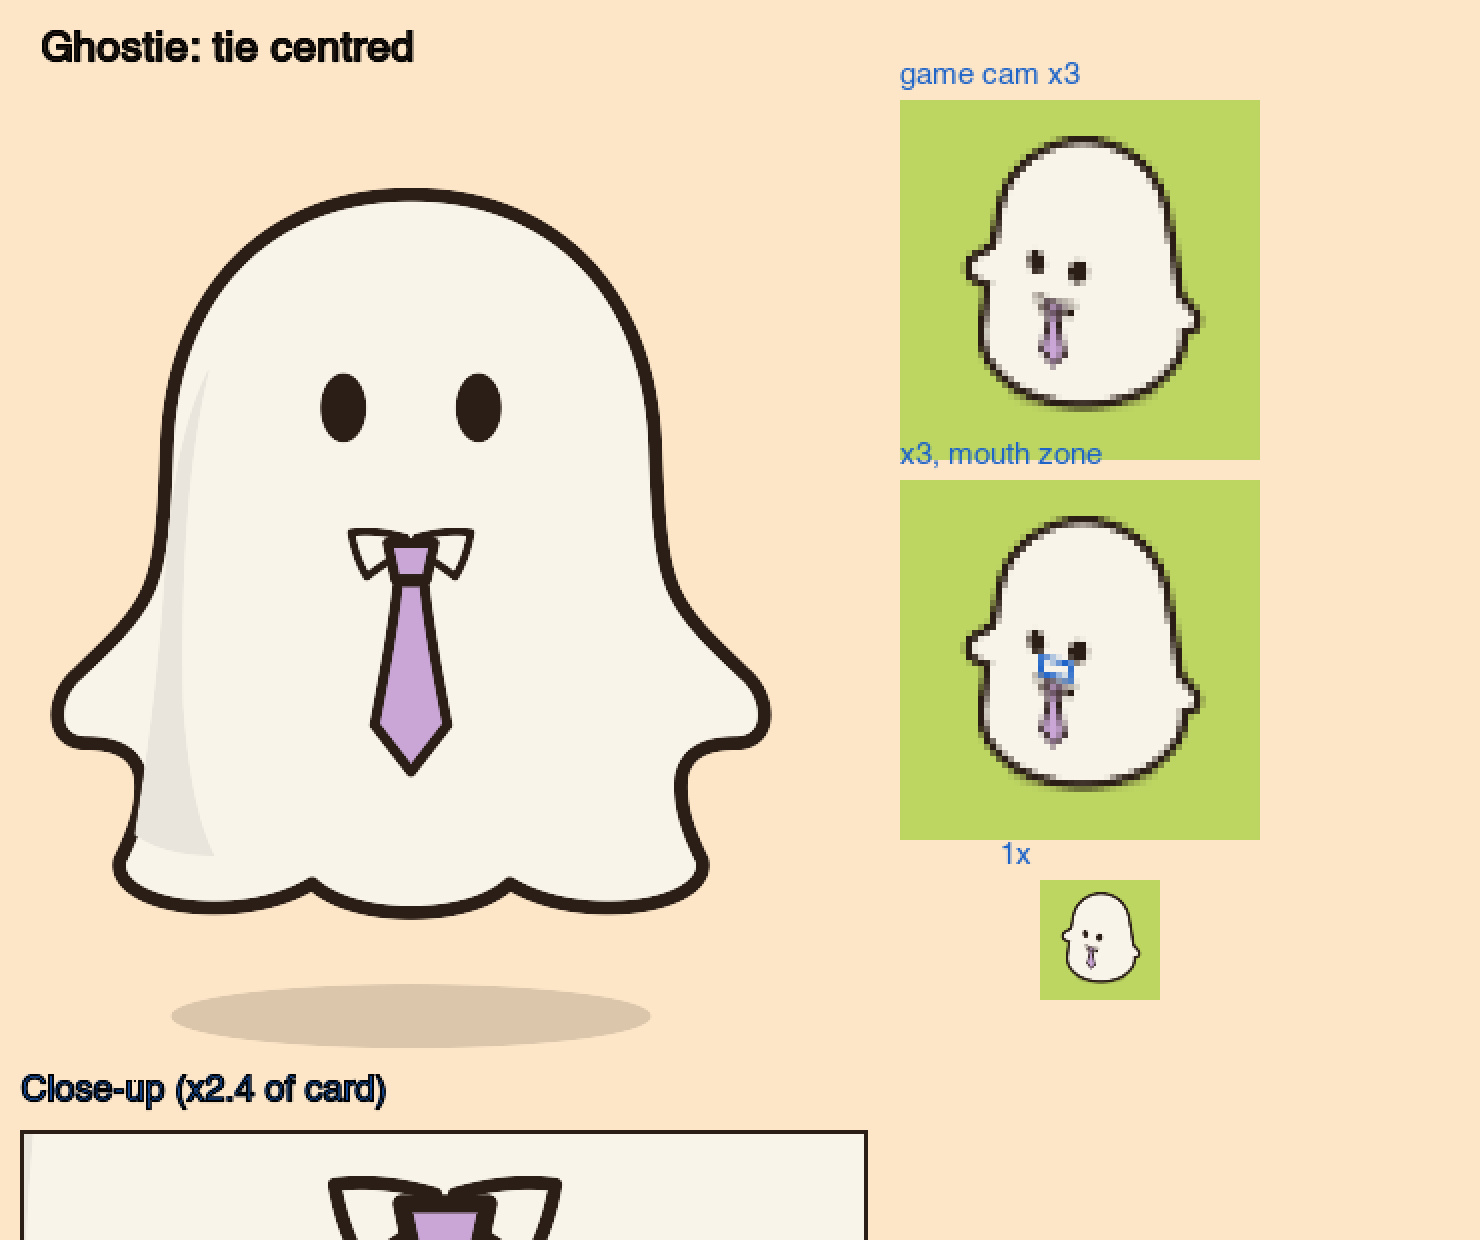 Ghostie: tie centred
game cam x3
x3, mouth zone
1x
Close-up (x2.4 of card)